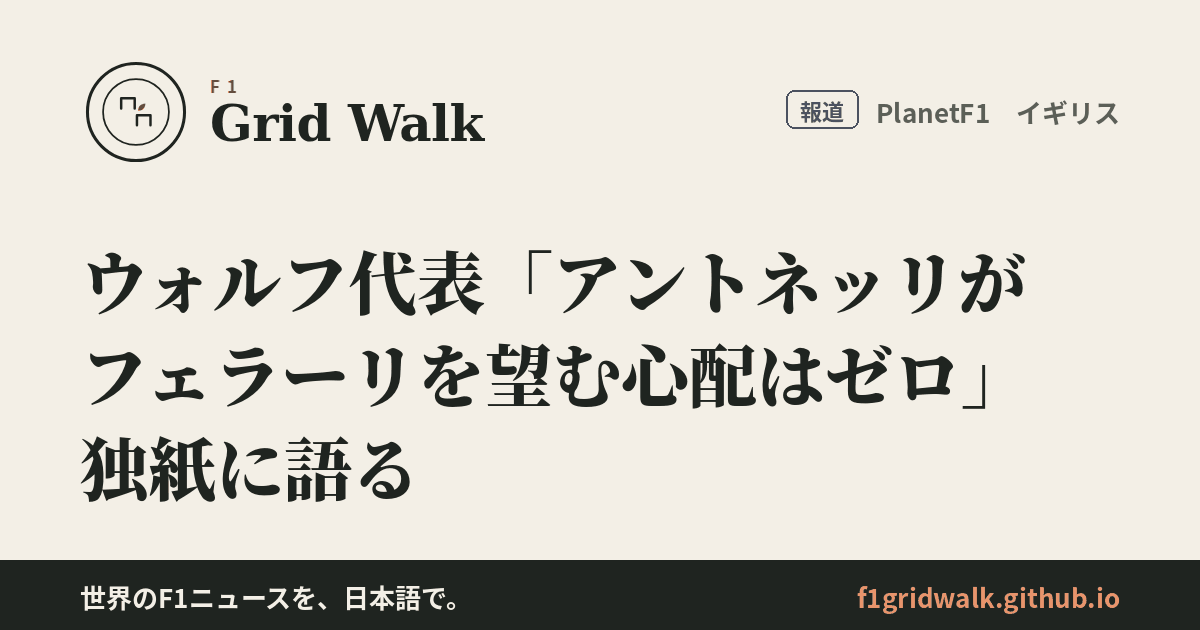 F1
Grid Walk
報道 PlanetF1 イギリス
ウォルフ代表「アントネッリが
フェラーリを望む心配はゼロ」
独紙に語る
世界のF1ニュースを、日本語で。
f1gridwalk.github.io